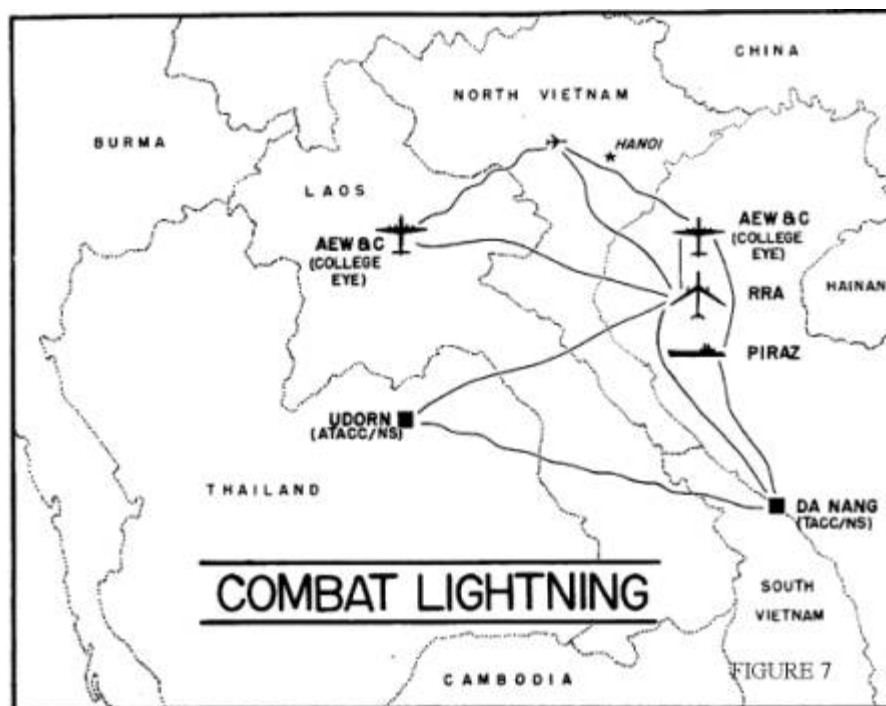 CHINA
NORTH VIETNAM
HANOI
BURMA
LAOS
AEW & C
(COLLEGE
EYE)
AEW & C
(COLLEGE
EYE)
RRA
HAINAN
PIRAZ
UDORN
(ATACC/NS)
THAILAND
DA NANG
(TACC/NS)
COMBAT LIGHTNING
SOUTH
VIETNAM
FIGURE 7
CAMBODIA